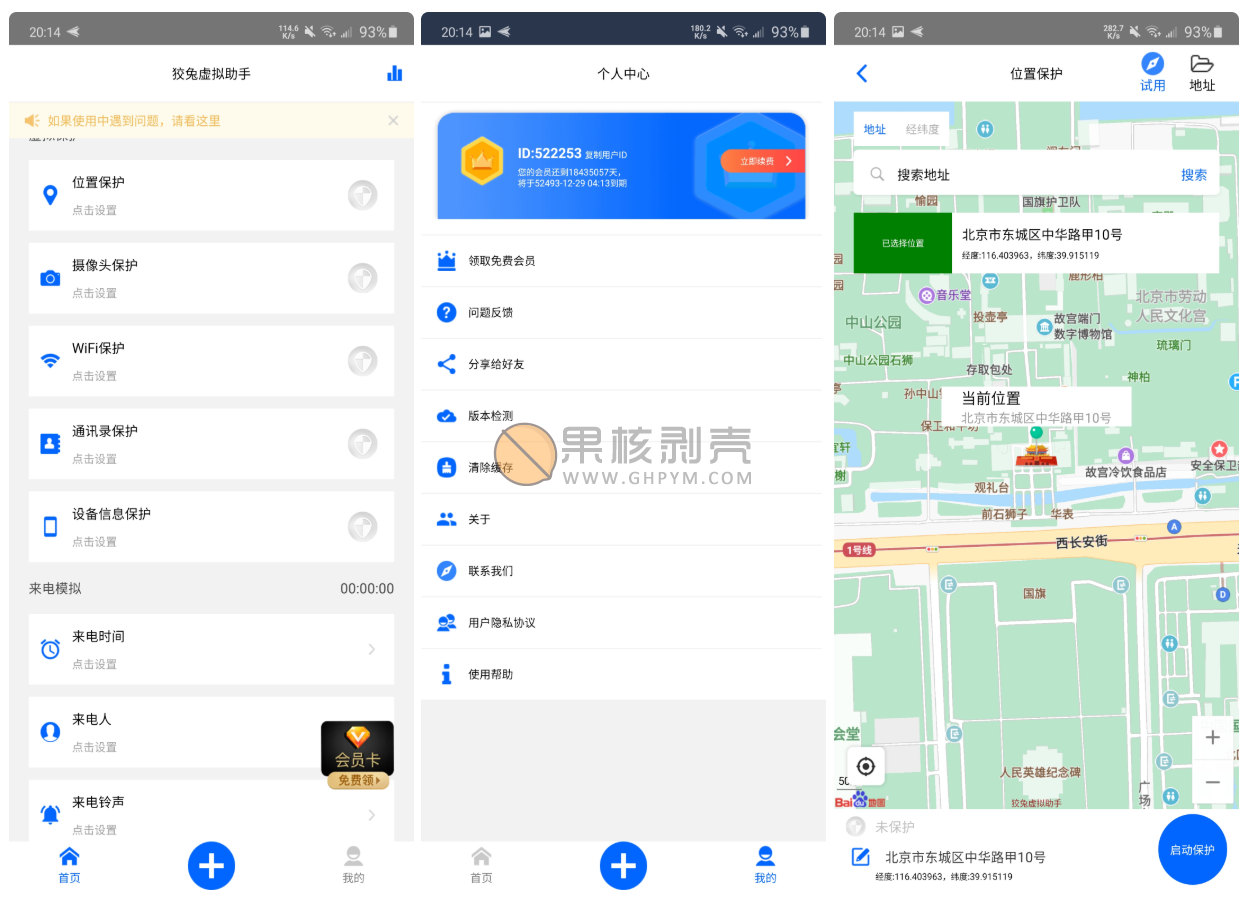 20:14
114.6
K/s
93%
狡兔虚拟助手
如果使用中遇到问题，请看这里
位置保护
点击设置
摄像头保护
点击设置
WiFi保护
点击设置
通讯录保护
点击设置
设备信息保护
点击设置
来电模拟
00:00:00
来电时间
点击设置
来电人
点击设置
会员卡
免费领
来电铃声
点击设置
首页
我的
20:14
180.2
K/s
93%
个人中心
ID:522253 复制用户ID
您的会员还剩18435057天，
将于52493-12-29 04:13到期
立即续费
领取免费会员
问题反馈
分享给好友
版本检测
清除缓存
关于
联系我们
用户隐私协议
使用帮助
果核剥壳
WWW.GHPYM.COM
首页
我的
20:14
282.7
K/s
93%
位置保护
试用
地址
地址
经纬度
搜索地址
搜索
愉园
国旗护卫队
已选择位置
北京市东城区中华路甲10号
经度:116.403963，纬度:39.915119
音乐堂
北京市劳动
人民文化宫
中山公园
投壶亭
故宫端门
数字博物馆
琉璃门
中山公园石狮
存取包处
神柏
当前位置
北京市东城区中华路甲10号
故宫冷饮食品店
安全保卫
观礼台
前石狮子
华表
A
1号线
西长安街
国旗
D
会堂
人民英雄纪念碑
广场
50
Bai 地图
狡兔虚拟助手
未保护
北京市东城区中华路甲10号
经度:116.403963，纬度:39.915119
启动保护